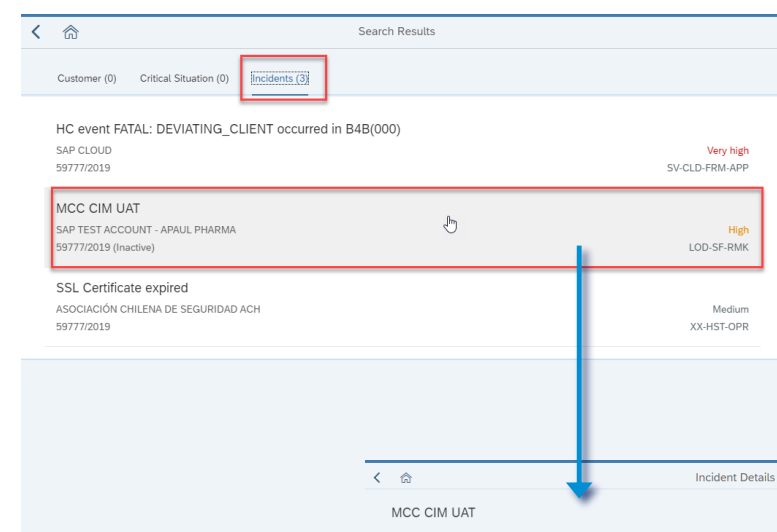 Search Results
Customer (0) Critical Situation (0) Incidents (3)
HC event FATAL: DEVIATING_CLIENT occurred in B4B(000)
SAP CLOUD Very high
59777/2019 SV-CLD-FRM-APP
MCC CIM UAT
SAP TEST ACCOUNT - APAUL PHARMA High
59777/2019 (Inactive) LOD-SF-RMK
SSL Certificate expired
ASOCIACIÓN CHILENA DE SEGURIDAD ACH Medium
59777/2019 XX-HST-OPR
Incident Details
MCC CIM UAT